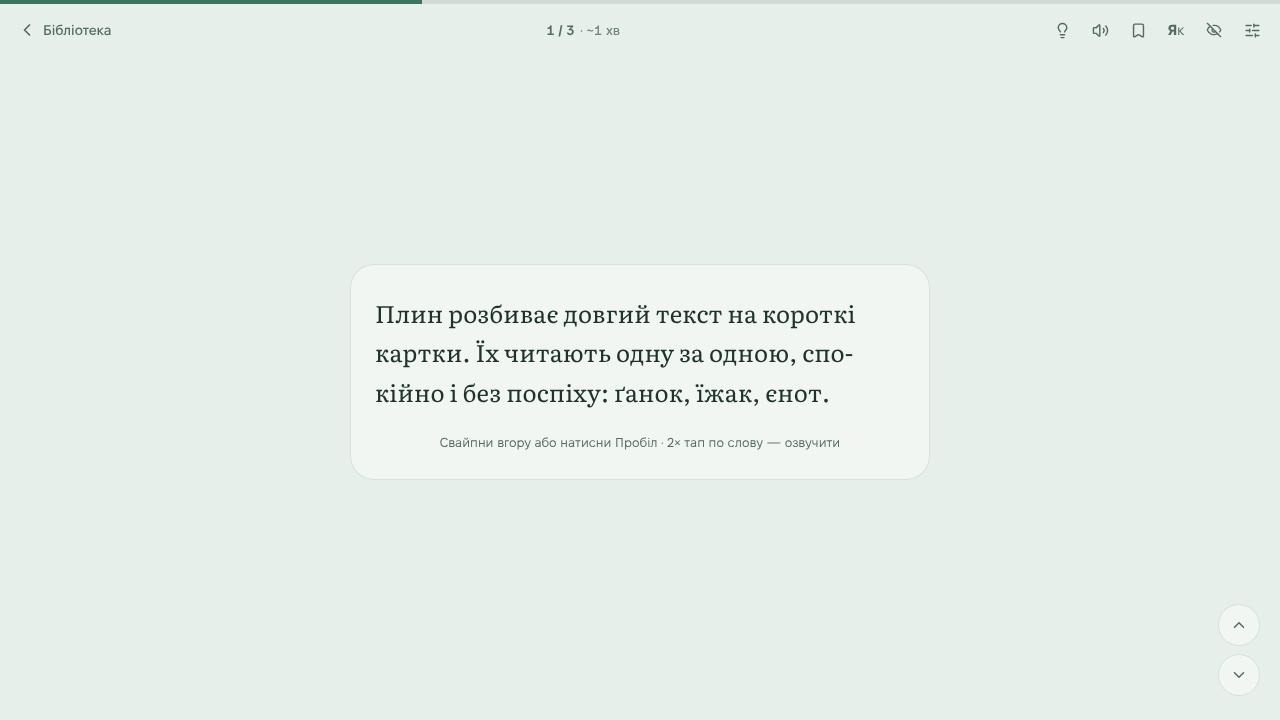 Бібліотека
1 / 3 · ~1 хв
Як
Плин розбиває довгий текст на короткі
картки. Їх читають одну за одною, спо-
кійно і без поспіху: ґанок, їжак, єнот.
Свайпни вгору або натисни Пробіл · 2× тап по слову — озвучити